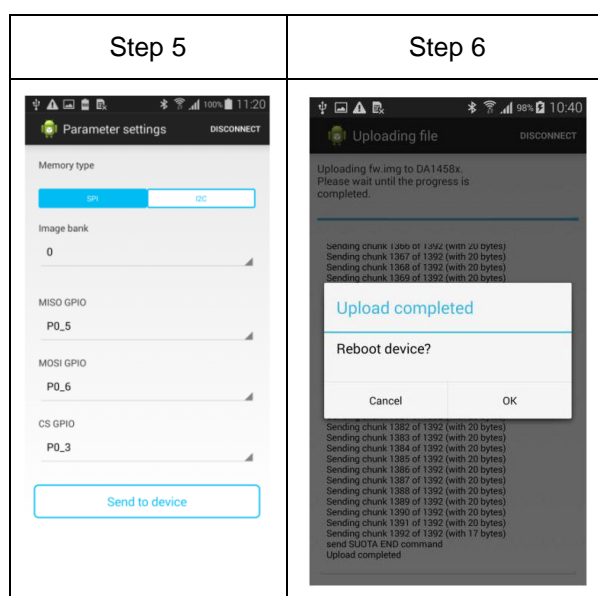 Step 5
Step 6
100% 11:20
Parameter settings DISCONNECT
Memory type
SPI I2C
Image bank
0
MISO GPIO
P0_5
MOSI GPIO
P0_6
CS GPIO
P0_3
Send to device
98% 10:40
Uploading file DISCONNECT
Uploading fw.img to DA1458x.
Please wait until the progress is
completed.
Sending chunk 1366 of 1392 (with 20 bytes)
Sending chunk 1367 of 1392 (with 20 bytes)
Sending chunk 1368 of 1392 (with 20 bytes)
Sending chunk 1369 of 1392 (with 20 bytes)
Upload completed
Reboot device?
Cancel OK
Sending chunk 1382 of 1392 (with 20 bytes)
Sending chunk 1383 of 1392 (with 20 bytes)
Sending chunk 1384 of 1392 (with 20 bytes)
Sending chunk 1385 of 1392 (with 20 bytes)
Sending chunk 1386 of 1392 (with 20 bytes)
Sending chunk 1387 of 1392 (with 20 bytes)
Sending chunk 1388 of 1392 (with 20 bytes)
Sending chunk 1389 of 1392 (with 20 bytes)
Sending chunk 1390 of 1392 (with 20 bytes)
Sending chunk 1391 of 1392 (with 20 bytes)
Sending chunk 1392 of 1392 (with 17 bytes)
send SUOTA END command
Upload completed